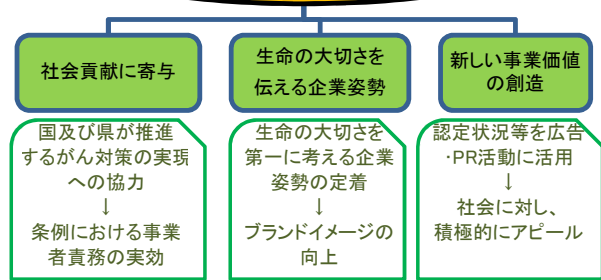 社会貢献に寄与
生命の大切さを
伝える企業姿勢
新しい事業価値
の創造
国及び県が推進
するがん対策の実現
への協力
↓
条例における事業
者責務の実効
生命の大切さを
第一に考える企業
姿勢の定着
↓
ブランドイメージの
向上
認定状況等を広告
・PR活動に活用
↓
社会に対し、
積極的にアピール